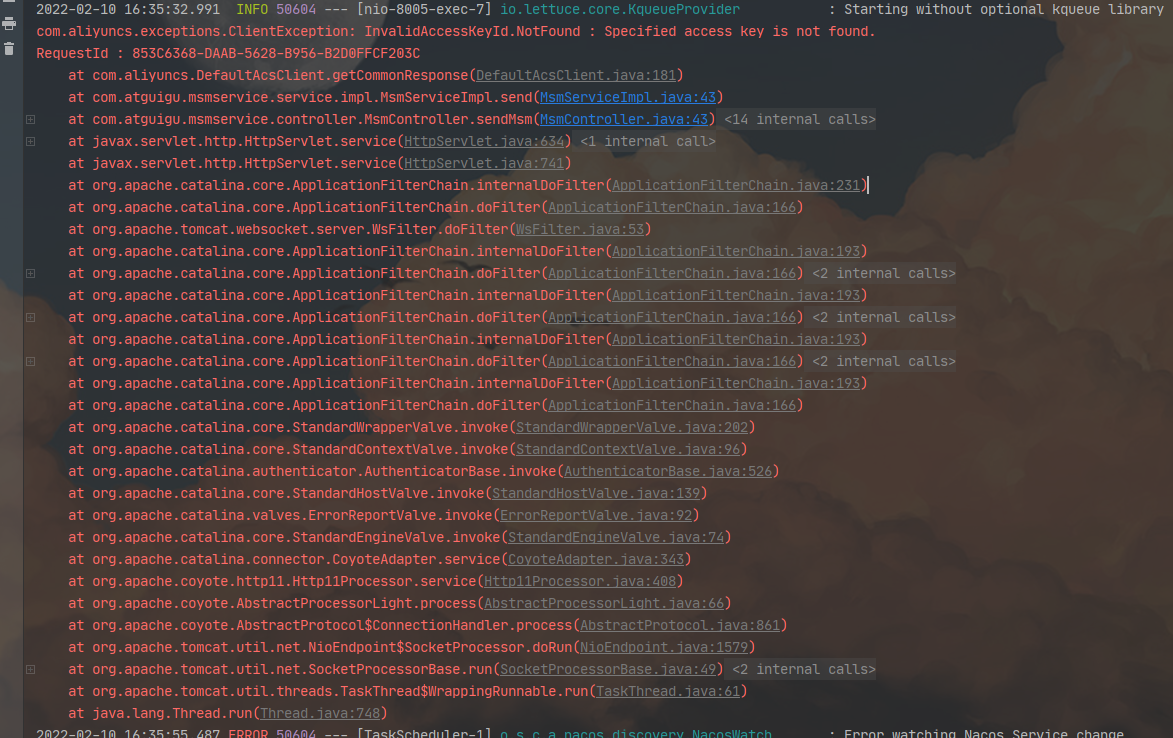 2022-02-10 16:35:32.991  INFO 50604 --- [nio-8005-exec-7] io.lettuce.core.KqueueProvider           : Starting without optional kqueue library
com.aliyuncs.exceptions.ClientException: InvalidAccessKeyId.NotFound : Specified access key is not found.
RequestId : 853C6368-DAAB-5628-B956-B2D0FFCF203C
    at com.aliyuncs.DefaultAcsClient.getCommonResponse(DefaultAcsClient.java:181)
    at com.atguigu.msmservice.service.impl.MsmServiceImpl.send(MsmServiceImpl.java:43)
    at com.atguigu.msmservice.controller.MsmController.sendMsm(MsmController.java:43) <14 internal calls>
    at javax.servlet.http.HttpServlet.service(HttpServlet.java:634) <1 internal call>
    at javax.servlet.http.HttpServlet.service(HttpServlet.java:741)
    at org.apache.catalina.core.ApplicationFilterChain.internalDoFilter(ApplicationFilterChain.java:231)
    at org.apache.catalina.core.ApplicationFilterChain.doFilter(ApplicationFilterChain.java:166)
    at org.apache.tomcat.websocket.server.WsFilter.doFilter(WsFilter.java:53)
    at org.apache.catalina.core.ApplicationFilterChain.internalDoFilter(ApplicationFilterChain.java:193)
    at org.apache.catalina.core.ApplicationFilterChain.doFilter(ApplicationFilterChain.java:166) <2 internal calls>
    at org.apache.catalina.core.ApplicationFilterChain.internalDoFilter(ApplicationFilterChain.java:193)
    at org.apache.catalina.core.ApplicationFilterChain.doFilter(ApplicationFilterChain.java:166) <2 internal calls>
    at org.apache.catalina.core.ApplicationFilterChain.internalDoFilter(ApplicationFilterChain.java:193)
    at org.apache.catalina.core.ApplicationFilterChain.doFilter(ApplicationFilterChain.java:166) <2 internal calls>
    at org.apache.catalina.core.ApplicationFilterChain.internalDoFilter(ApplicationFilterChain.java:193)
    at org.apache.catalina.core.ApplicationFilterChain.doFilter(ApplicationFilterChain.java:166)
    at org.apache.catalina.core.StandardWrapperValve.invoke(StandardWrapperValve.java:202)
    at org.apache.catalina.core.StandardContextValve.invoke(StandardContextValve.java:96)
    at org.apache.catalina.authenticator.AuthenticatorBase.invoke(AuthenticatorBase.java:526)
    at org.apache.catalina.core.StandardHostValve.invoke(StandardHostValve.java:139)
    at org.apache.catalina.valves.ErrorReportValve.invoke(ErrorReportValve.java:92)
    at org.apache.catalina.core.StandardEngineValve.invoke(StandardEngineValve.java:74)
    at org.apache.catalina.connector.CoyoteAdapter.service(CoyoteAdapter.java:343)
    at org.apache.coyote.http11.Http11Processor.service(Http11Processor.java:408)
    at org.apache.coyote.AbstractProcessorLight.process(AbstractProcessorLight.java:66)
    at org.apache.coyote.AbstractProtocol$ConnectionHandler.process(AbstractProtocol.java:861)
    at org.apache.tomcat.util.net.NioEndpoint$SocketProcessor.doRun(NioEndpoint.java:1579)
    at org.apache.tomcat.util.net.SocketProcessorBase.run(SocketProcessorBase.java:49) <2 internal calls>
    at org.apache.tomcat.util.threads.TaskThread$WrappingRunnable.run(TaskThread.java:61)
    at java.lang.Thread.run(Thread.java:748)
2022-02-10 16:35:55.487 ERROR 50604 --- [TaskScheduler-1] o.s.c.a.nacos.discovery.NacosWatch       : Error watching Nacos Service change